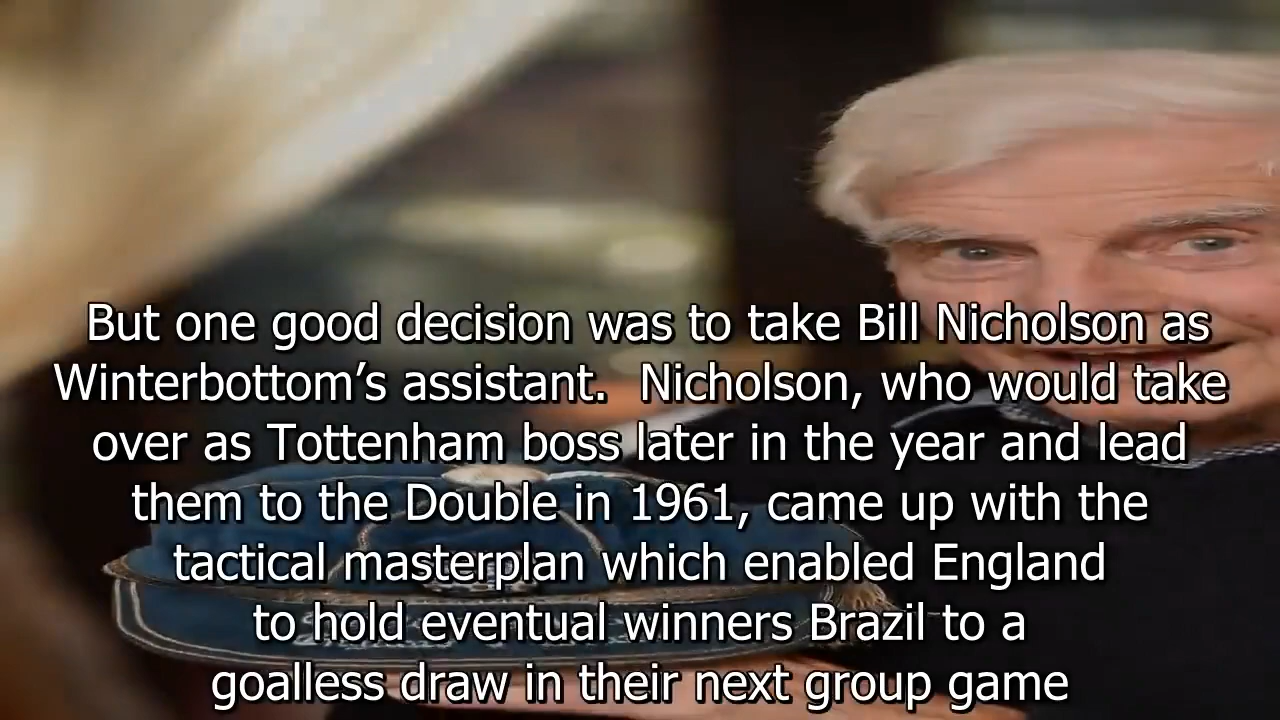 But one good decision was to take Bill Nicholson as
Winterbottom’s assistant.  Nicholson, who would take
over as Tottenham boss later in the year and lead
them to the Double in 1961, came up with the
tactical masterplan which enabled England
to hold eventual winners Brazil to a
goalless draw in their next group game